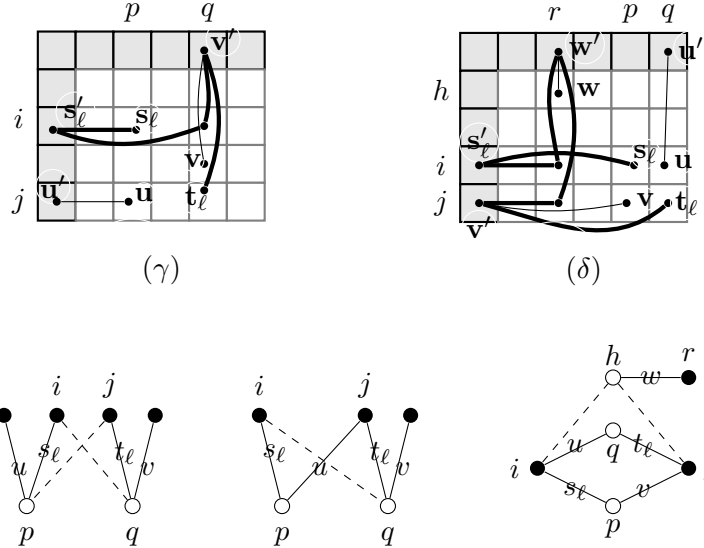 p q
v′
i s′ℓ sℓ
v
j u′ u tℓ
(γ)
r p q
w′ u′
h w
s′ℓ sℓ
i u
j v tℓ
v′
(δ)
i j
sℓ tℓ
u v
p q
i j
sℓ u tℓ v
p q
h r
w
u tℓ
q
i
sℓ v
p